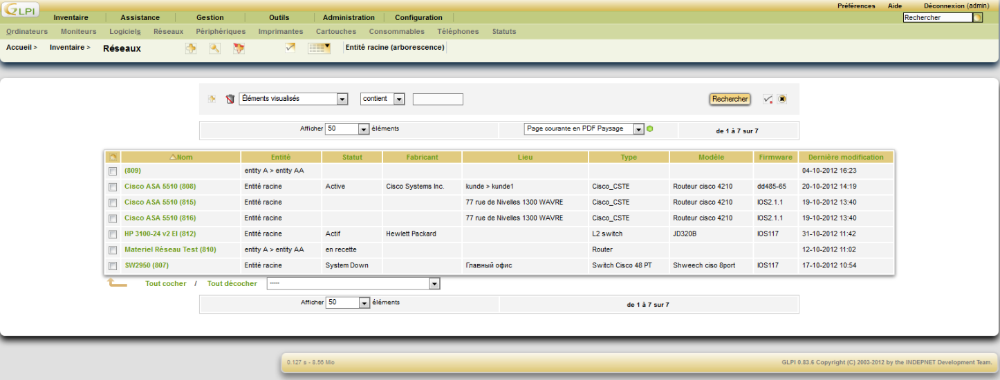 GLPI
Préférences Aide Déconnexion (admin)
Inventaire Assistance Gestion Outils Administration Configuration Rechercher
Ordinateurs Moniteurs Logiciels Réseaux Périphériques Imprimantes Cartouches Consommables Téléphones Statuts
Accueil > Inventaire > Réseaux Entité racine (arborescence)
Éléments visualisés contient Rechercher
Afficher 50 éléments Page courante en PDF Paysage de 1 à 7 sur 7
Nom Entité Statut Fabricant Lieu Type Modèle Firmware Dernière modification
(809) entity A > entity AA 04-10-2012 16:23
Cisco ASA 5510 (808) Entité racine Active Cisco Systems Inc. kunde > kunde1 Cisco_CSTE Routeur cisco 4210 dd485-65 20-10-2012 14:19
Cisco ASA 5510 (815) Entité racine 77 rue de Nivelles 1300 WAVRE Cisco_CSTE Routeur cisco 4210 IOS2.1.1 19-10-2012 13:40
Cisco ASA 5510 (816) Entité racine 77 rue de Nivelles 1300 WAVRE Cisco_CSTE Routeur cisco 4210 IOS2.1.1 19-10-2012 13:40
HP 3100-24 v2 EI (812) Entité racine Actif Hewlett Packard L2 switch JD320B IOS117 31-10-2012 11:42
Materiel Réseau Test (810) entity A > entity AA en recette Router 12-10-2012 11:02
SW2950 (807) Entité racine System Down Главный офис Switch Cisco 48 PT Shweech ciso 8port IOS117 17-10-2012 10:54
Tout cocher / Tout décocher -----
Afficher 50 éléments de 1 à 7 sur 7
0.127 s - 8.56 Mio GLPI 0.83.6 Copyright (C) 2003-2012 by the INDEPNET Development Team.